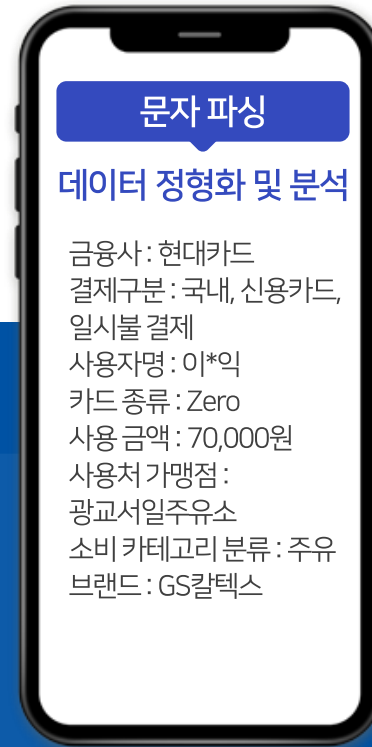 문자 파싱
데이터 정형화 및 분석
금융사 : 현대카드
결제구분 : 국내, 신용카드,
일시불 결제
사용자명 : 이*익
카드 종류 : Zero
사용 금액 : 70,000원
사용처 가맹점 :
광교서일주유소
소비 카테고리 분류 : 주유
브랜드 : GS칼텍스